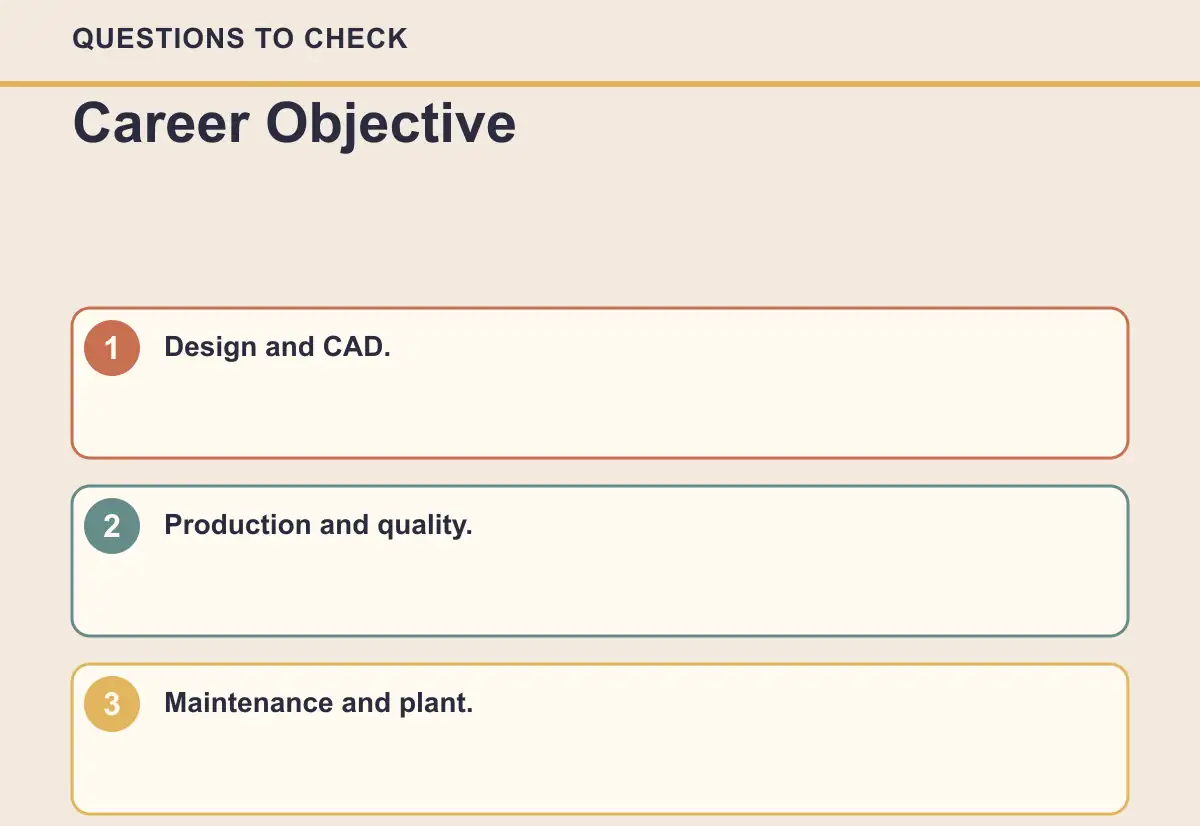 QUESTIONS TO CHECK
Career Objective
1 Design and CAD.
2 Production and quality.
3 Maintenance and plant.